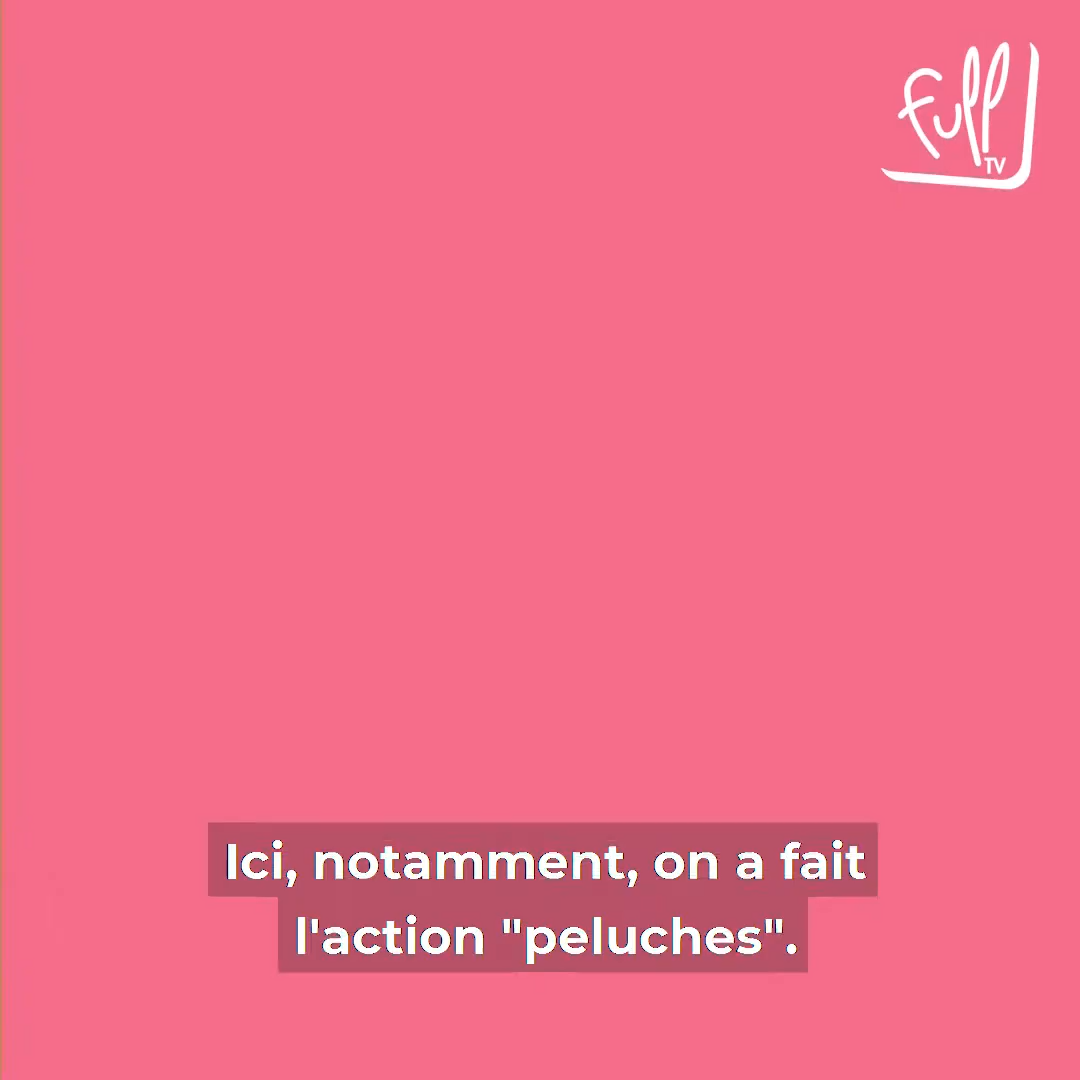 Full
TV
Ici, notamment, on a fait
l'action "peluches".